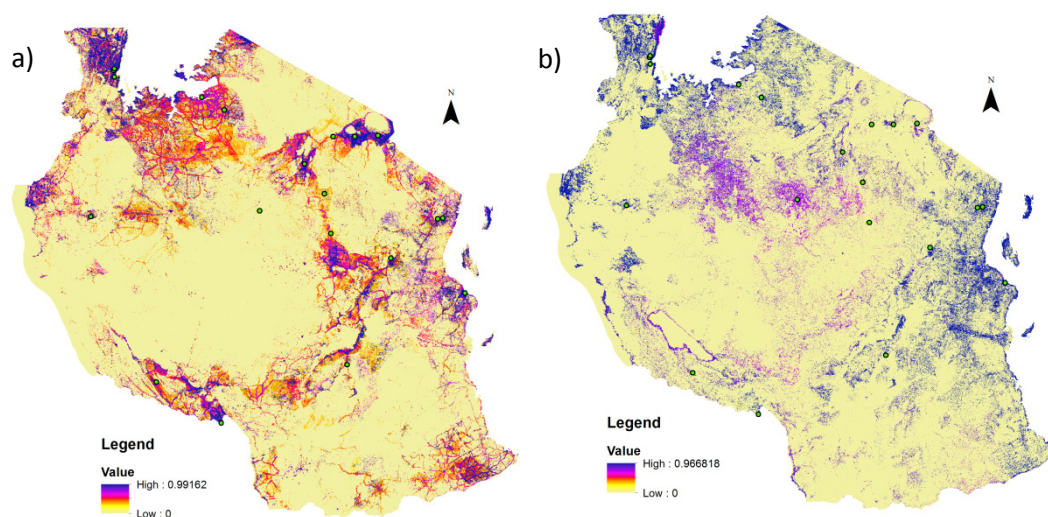 a)
N
Legend
Value
High : 0.99162
Low : 0
b)
N
Legend
Value
High : 0.966818
Low : 0